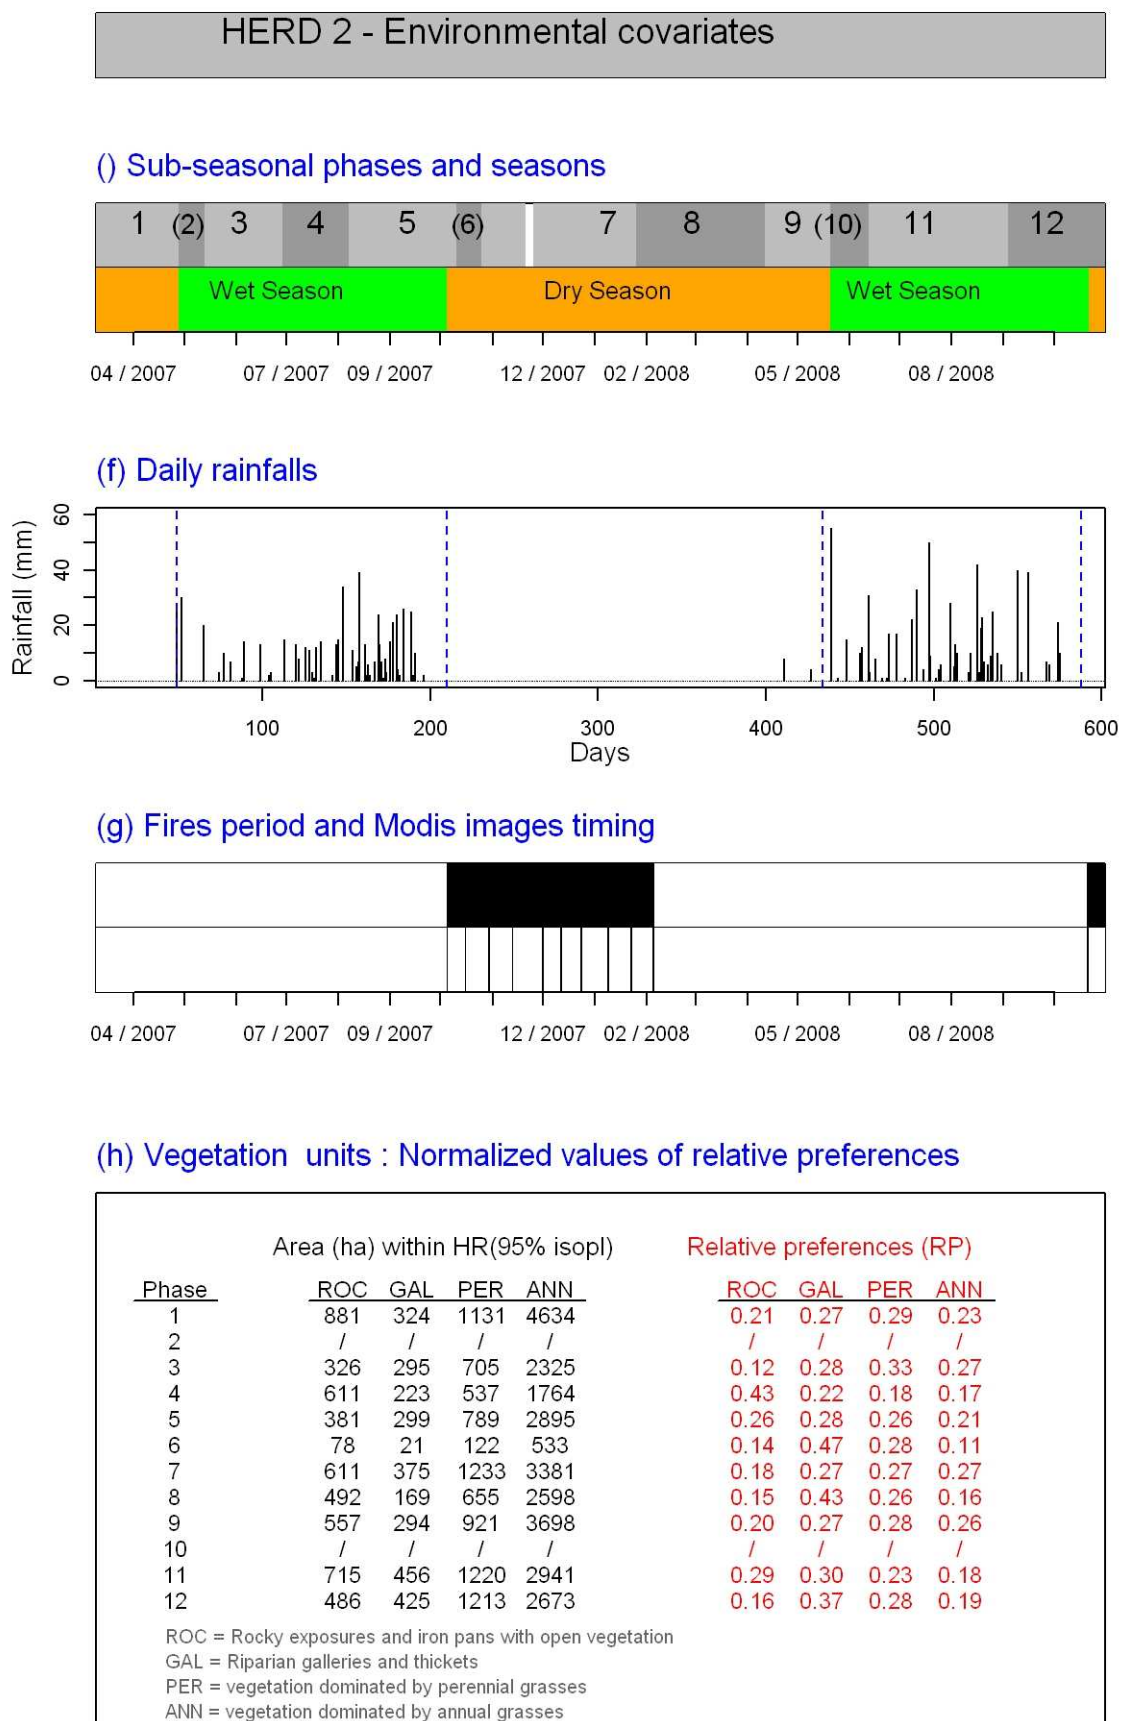 HERD 2 - Environmental covariates
() Sub-seasonal phases and seasons
1 (2) 3 4 5 (6) 7 8 9 (10) 11 12
Wet Season Dry Season Wet Season
04 / 2007 07 / 2007 09 / 2007 12 / 2007 02 / 2008 05 / 2008 08 / 2008
(f) Daily rainfalls
Rainfall (mm)
60
40
20
0
100 200 300 400 500 600
Days
(g) Fires period and Modis images timing
04 / 2007 07 / 2007 09 / 2007 12 / 2007 02 / 2008 05 / 2008 08 / 2008
(h) Vegetation units : Normalized values of relative preferences
Area (ha) within HR(95% isopl) Relative preferences (RP)
Phase ROC GAL PER ANN ROC GAL PER ANN
1 881 324 1131 4634 0.21 0.27 0.29 0.23
2 / / / / / / / /
3 326 295 705 2325 0.12 0.28 0.33 0.27
4 611 223 537 1764 0.43 0.22 0.18 0.17
5 381 299 789 2895 0.26 0.28 0.26 0.21
6 78 21 122 533 0.14 0.47 0.28 0.11
7 611 375 1233 3381 0.18 0.27 0.27 0.27
8 492 169 655 2598 0.15 0.43 0.26 0.16
9 557 294 921 3698 0.20 0.27 0.28 0.26
10 / / / / / / / /
11 715 456 1220 2941 0.29 0.30 0.23 0.18
12 486 425 1213 2673 0.16 0.37 0.28 0.19
ROC = Rocky exposures and iron pans with open vegetation
GAL = Riparian galleries and thickets
PER = vegetation dominated by perennial grasses
ANN = vegetation dominated by annual grasses